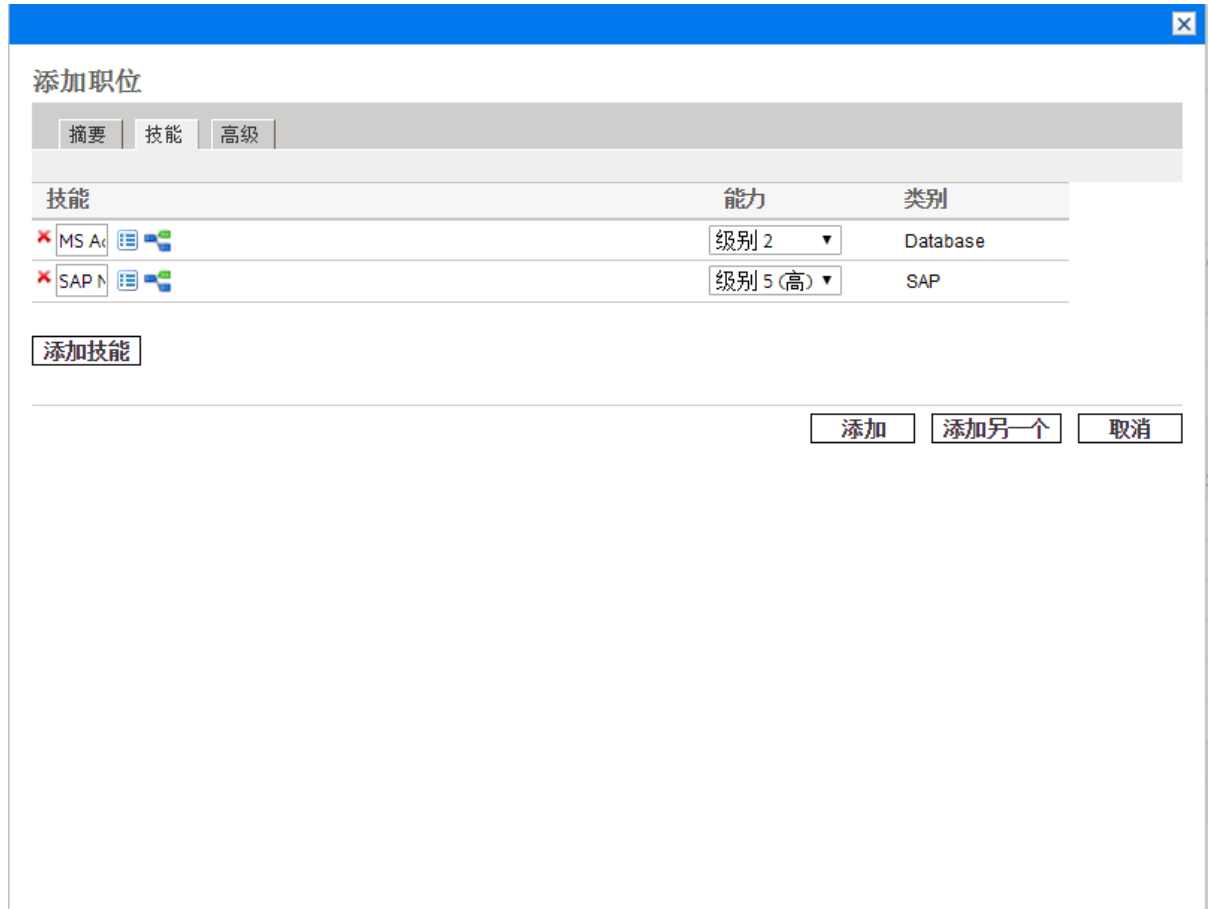 添加职位
摘要 技能 高级
技能 能力 类别
MS Ac 级别 2 Database
SAP N 级别 5 (高) SAP
添加技能
添加 添加另一个 取消